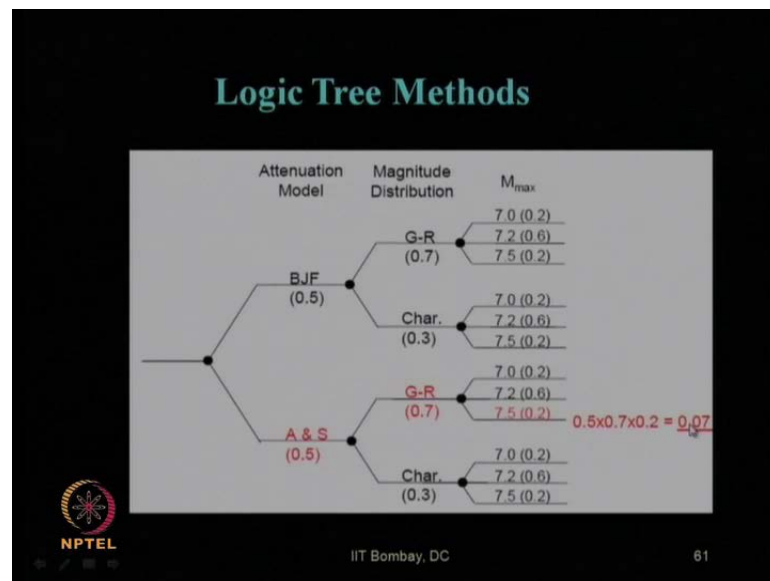 Logic Tree Methods
Attenuation Model
Magnitude Distribution
M_max
BJF
(0.5)
G-R
(0.7)
7.0 (0.2)
7.2 (0.6)
7.5 (0.2)
Char.
(0.3)
7.0 (0.2)
7.2 (0.6)
7.5 (0.2)
A & S
(0.5)
G-R
(0.7)
7.0 (0.2)
7.2 (0.6)
7.5 (0.2)
0.5x0.7x0.2 = 0.07
Char.
(0.3)
7.0 (0.2)
7.2 (0.6)
7.5 (0.2)
NPTEL
IIT Bombay, DC
61